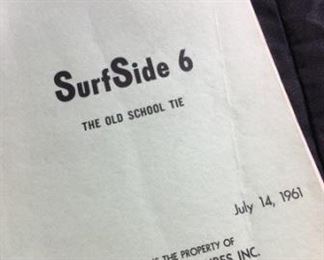 SurfSide 6
THE OLD SCHOOL TIE
July 14, 1961
THE PROPERTY OF
INC.